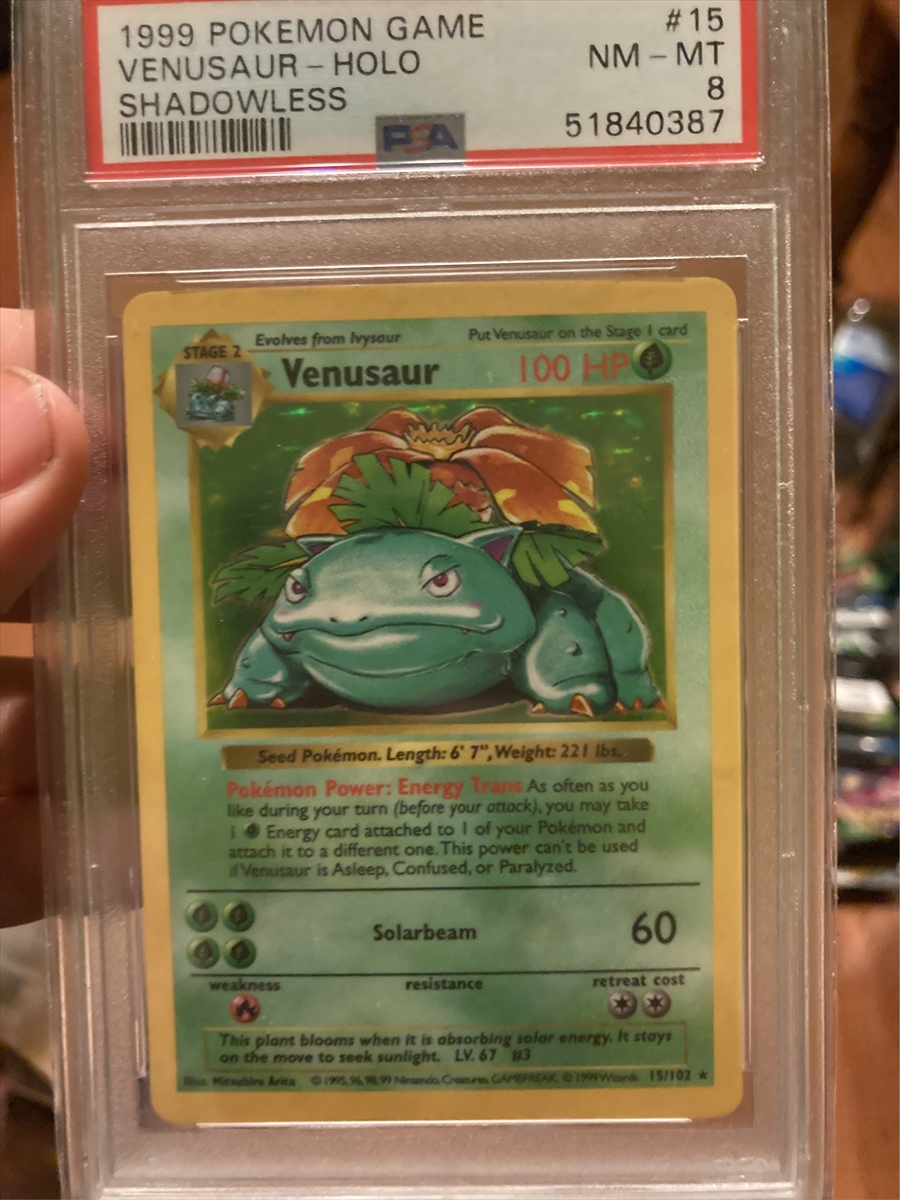 1999 POKEMON GAME #15
VENUSAUR - HOLO NM - MT
SHADOWLESS 8
PSA 51840387
Evolves from Ivysaur Put Venusaur on the Stage 1 card
STAGE 2
Venusaur 100 HP
Seed Pokémon. Length: 6' 7", Weight: 221 lbs.
Pokémon Power: Energy Trans As often as you
like during your turn (before your attack), you may take
1 Energy card attached to 1 of your Pokémon and
attach it to a different one. This power can't be used
if Venusaur is Asleep, Confused, or Paralyzed.
Solarbeam 60
weakness resistance retreat cost
This plant blooms when it is absorbing solar energy. It stays
on the move to seek sunlight. LV. 67 #3
Illus. Mitsuhiro Arita © 1995, 96, 98, 99 Nintendo, Creatures, GAMEFREAK. © 1999 Wizards. 15/102 ★